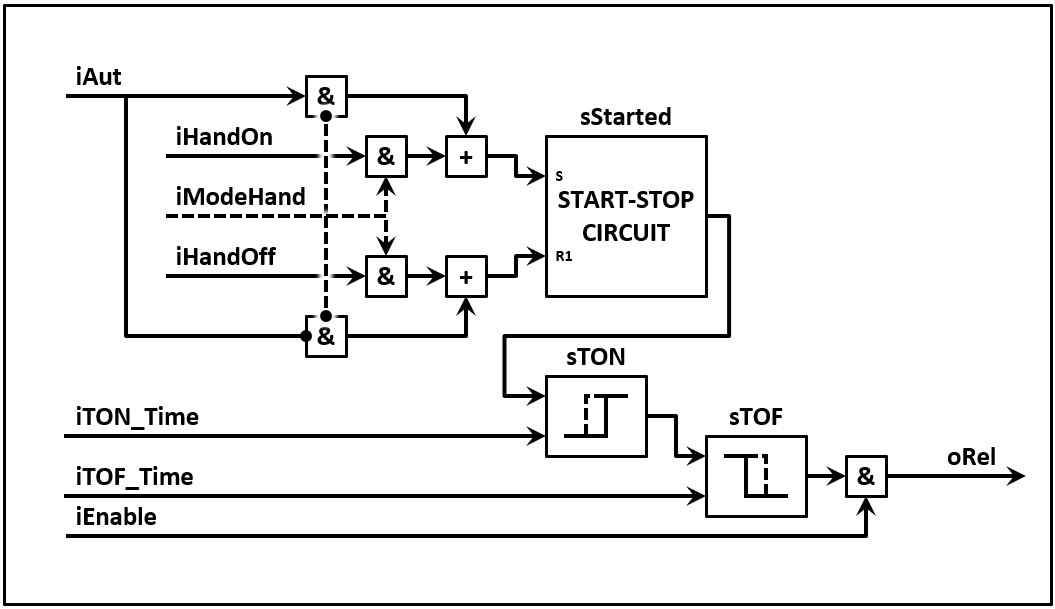 iAut
&
sStarted
iHandOn
&
+
S
iModeHand
START-STOP
CIRCUIT
iHandOff
&
+
R1
&
sTON
iTON_Time
sTOF
iTOF_Time
&
oRel
iEnable